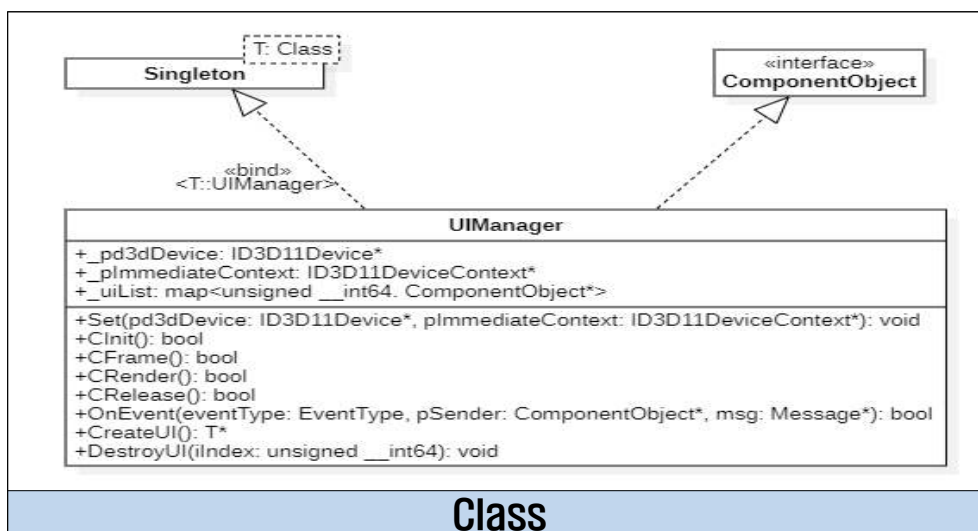 T: Class
Singleton
«interface»
ComponentObject
«bind»
<T::UIManager>
UIManager
+_pd3dDevice: ID3D11Device*
+_pImmediateContext: ID3D11DeviceContext*
+_uiList: map<unsigned __int64. ComponentObject*>
+Set(pd3dDevice: ID3D11Device*, pImmediateContext: ID3D11DeviceContext*): void
+CInit(): bool
+CFrame(): bool
+CRender(): bool
+CRelease(): bool
+OnEvent(eventType: EventType, pSender: ComponentObject*, msg: Message*): bool
+CreateUI(): T*
+DestroyUI(iIndex: unsigned __int64): void
Class